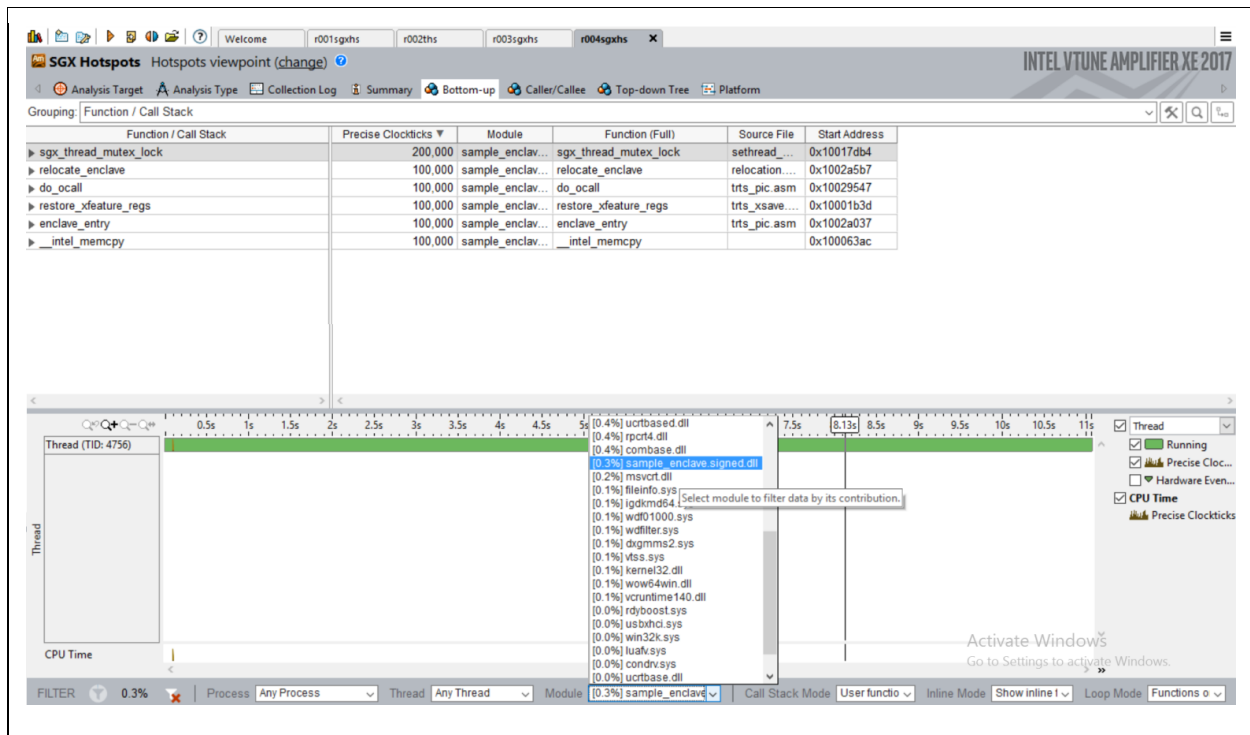 Welcome r001sgxhs r002ths r003sgxhs r004sgxhs
SGX Hotspots Hotspots viewpoint (change)
INTEL VTUNE AMPLIFIER XE 2017
Analysis Target Analysis Type Collection Log Summary Bottom-up Caller/Callee Top-down Tree Platform
Grouping: Function / Call Stack
Function / Call Stack Precise Clockticks Module Function (Full) Source File Start Address
sgx_thread_mutex_lock 200,000 sample_enclav... sgx_thread_mutex_lock sethread_... 0x10017db4
relocate_enclave 100,000 sample_enclav... relocate_enclave relocation.... 0x1002a5b7
do_ocall 100,000 sample_enclav... do_ocall trts_pic.asm 0x10029547
restore_xfeature_regs 100,000 sample_enclav... restore_xfeature_regs trts_xsave.... 0x10001b3d
enclave_entry 100,000 sample_enclav... enclave_entry trts_pic.asm 0x1002a037
__intel_memcpy 100,000 sample_enclav... __intel_memcpy 0x100063ac
0.5s 1s 1.5s 2s 2.5s 3s 3.5s 4s 4.5s 7.5s 8.13s 8.5s 9s 9.5s 10s 10.5s 11s
Thread (TID: 4756)
Thread
CPU Time
[0.4%] ucrtbased.dll
[0.4%] rpcrt4.dll
[0.4%] combase.dll
[0.3%] sample_enclave.signed.dll
[0.2%] msvcrt.dll
[0.1%] fileinfo.sys
[0.1%] igdkmd64.
Select module to filter data by its contribution.
[0.1%] wdf01000.sys
[0.1%] wdfilter.sys
[0.1%] dxgmms2.sys
[0.1%] vtss.sys
[0.1%] kernel32.dll
[0.1%] wow64win.dll
[0.1%] vcruntime140.dll
[0.0%] rdyboost.sys
[0.0%] usbxhci.sys
[0.0%] win32k.sys
[0.0%] luafv.sys
[0.0%] condrv.sys
[0.0%] ucrtbase.dll
Thread
Running
Precise Cloc...
Hardware Even...
CPU Time
Precise Clockticks
Activate Windows
Go to Settings to activate Windows.
FILTER 0.3% Process Any Process Thread Any Thread Module [0.3%] sample_enclave Call Stack Mode User functio Inline Mode Show inline f Loop Mode Functions o